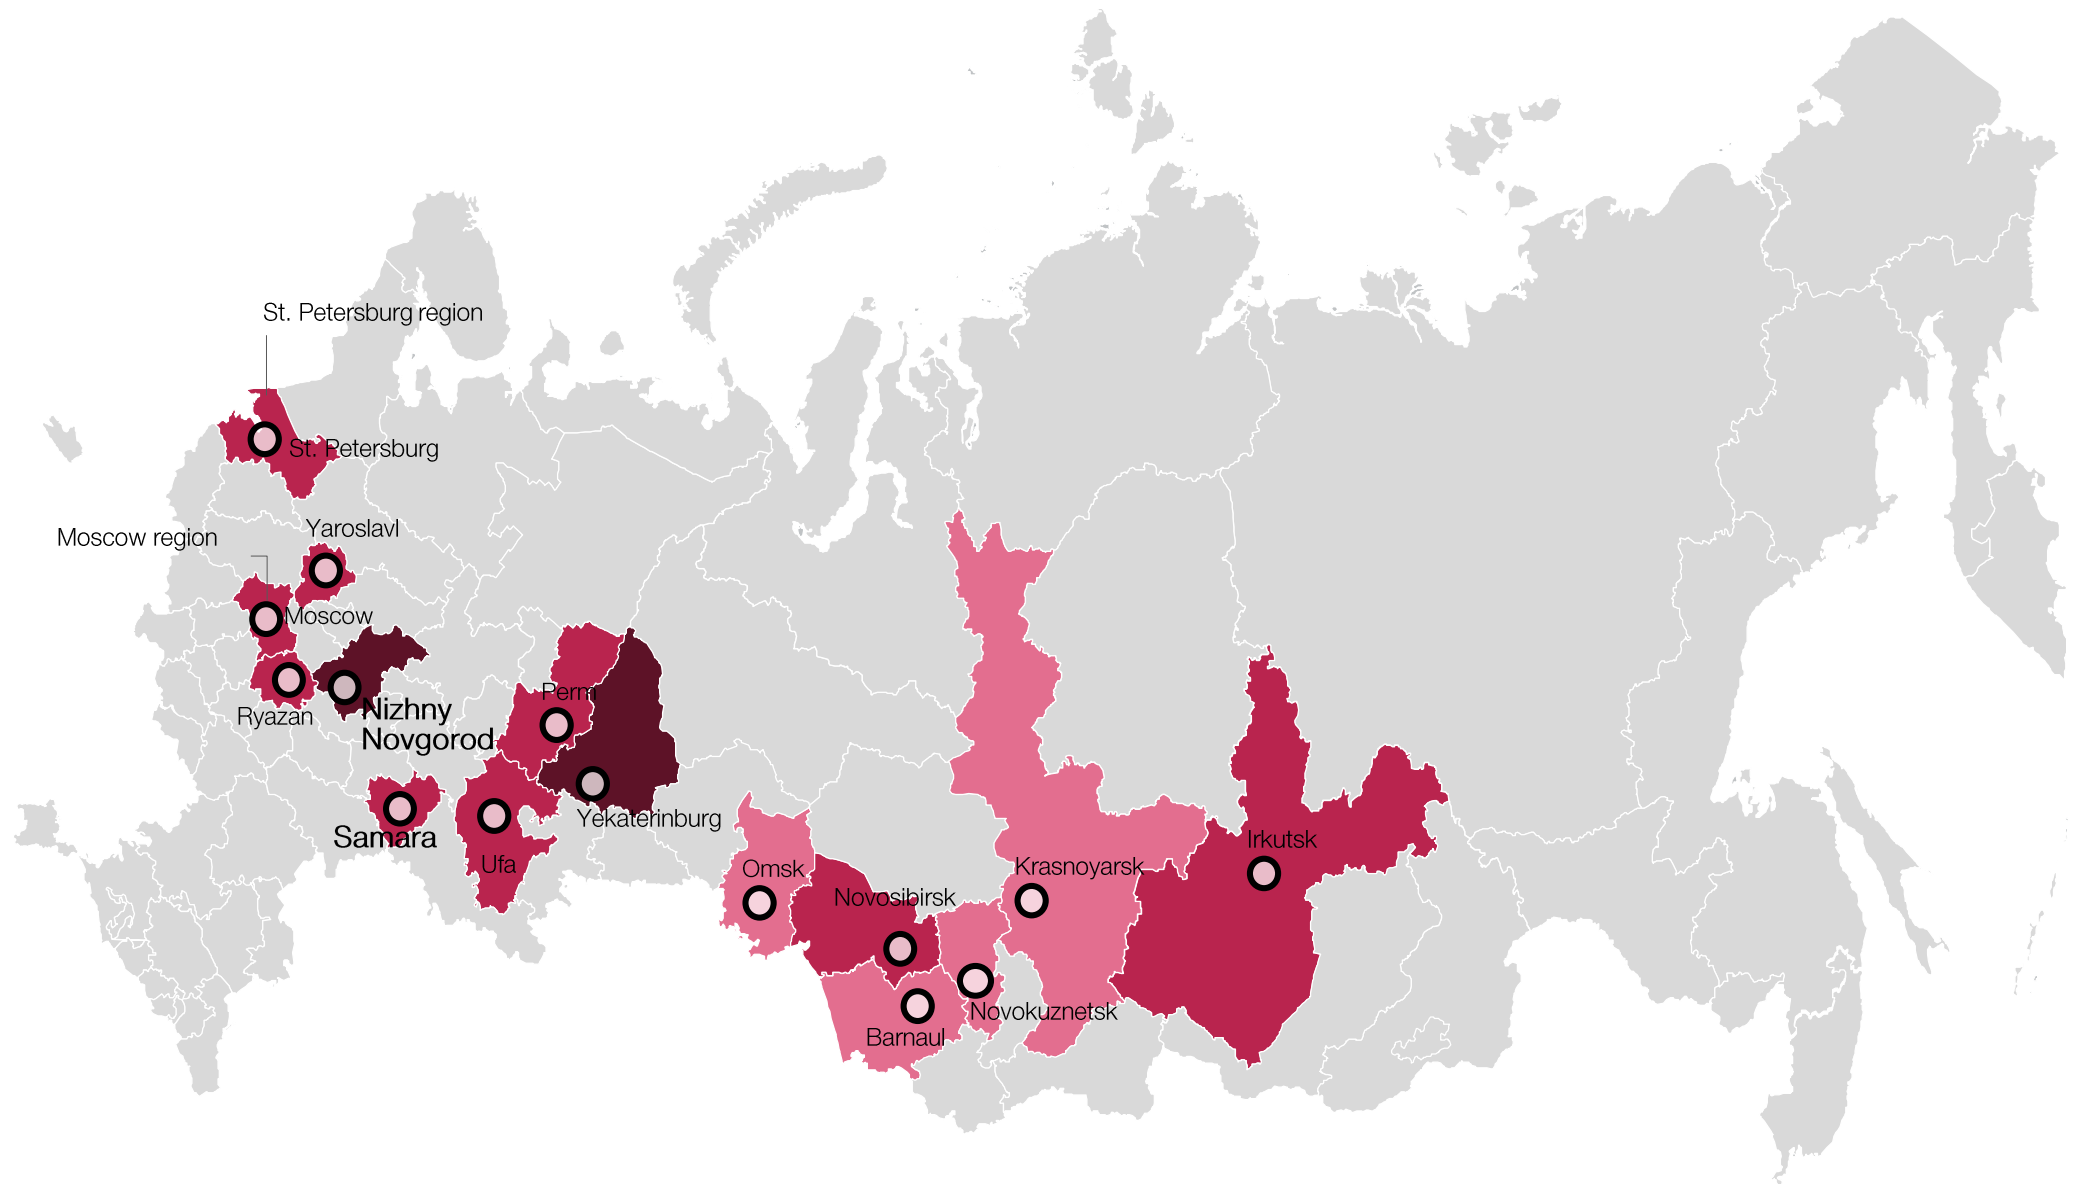 St. Petersburg region
St. Petersburg
Yaroslavl
Moscow region
Moscow
Perm
Nizhny
Novgorod
Ryazan
Yekaterinburg
Samara
Irkutsk
Ufa
Omsk
Krasnoyarsk
Novosibirsk
Novokuznetsk
Barnaul